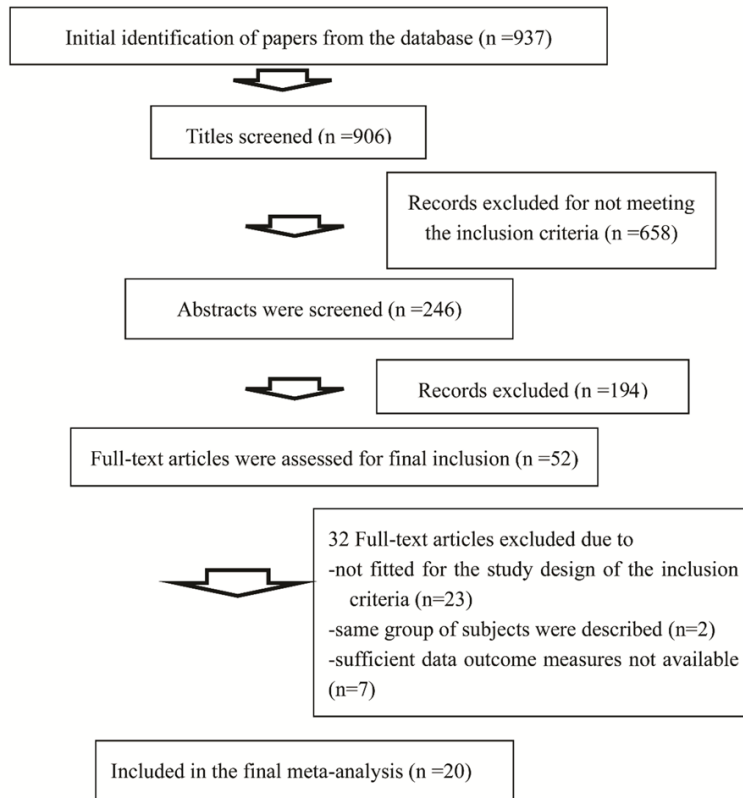 Initial identification of papers from the database (n =937)
Titles screened (n =906)
Records excluded for not meeting
the inclusion criteria (n =658)
Abstracts were screened (n =246)
Records excluded (n =194)
Full-text articles were assessed for final inclusion (n =52)
32 Full-text articles excluded due to
-not fitted for the study design of the inclusion
criteria (n=23)
-same group of subjects were described (n=2)
-sufficient data outcome measures not available
(n=7)
Included in the final meta-analysis (n =20)